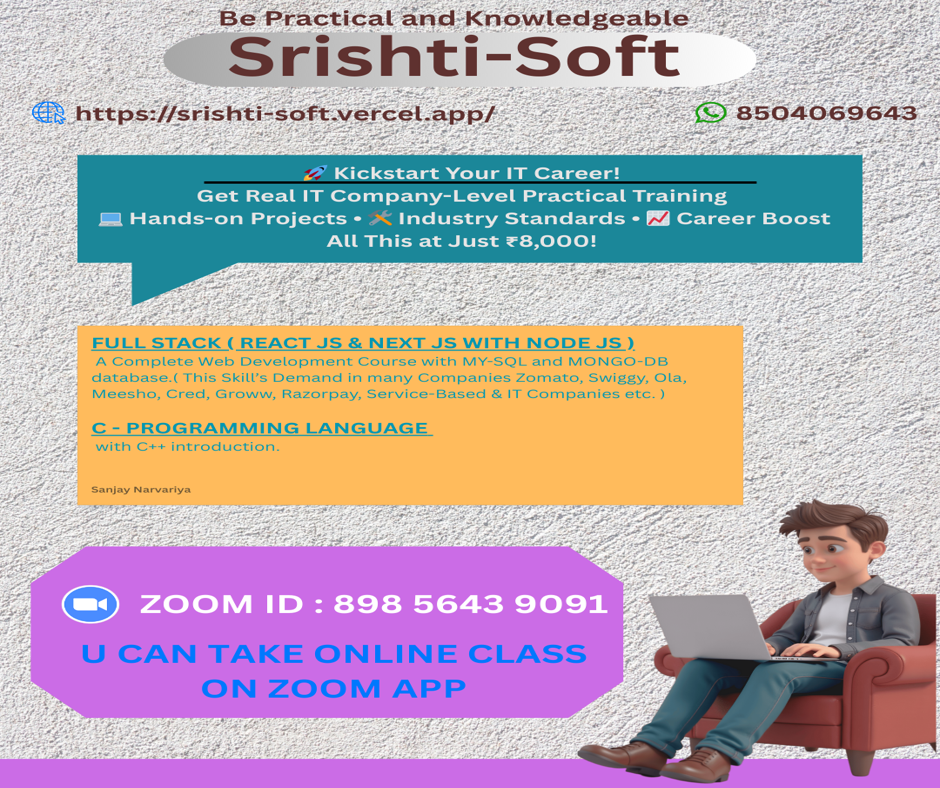 Be Practical and Knowledgeable
Srishti-Soft
https://srishti-soft.vercel.app/
8504069643
🚀 Kickstart Your IT Career!
Get Real IT Company-Level Practical Training
💻 Hands-on Projects • 🛠️ Industry Standards • 📈 Career Boost
All This at Just ₹8,000!
FULL STACK ( REACT JS & NEXT JS WITH NODE JS )
A Complete Web Development Course with MY-SQL and MONGO-DB
database.( This Skill's Demand in many Companies Zomato, Swiggy, Ola,
Meesho, Cred, Groww, Razorpay, Service-Based & IT Companies etc. )
C - PROGRAMMING LANGUAGE
with C++ introduction.
Sanjay Narvariya
ZOOM ID : 898 5643 9091
U CAN TAKE ONLINE CLASS
ON ZOOM APP